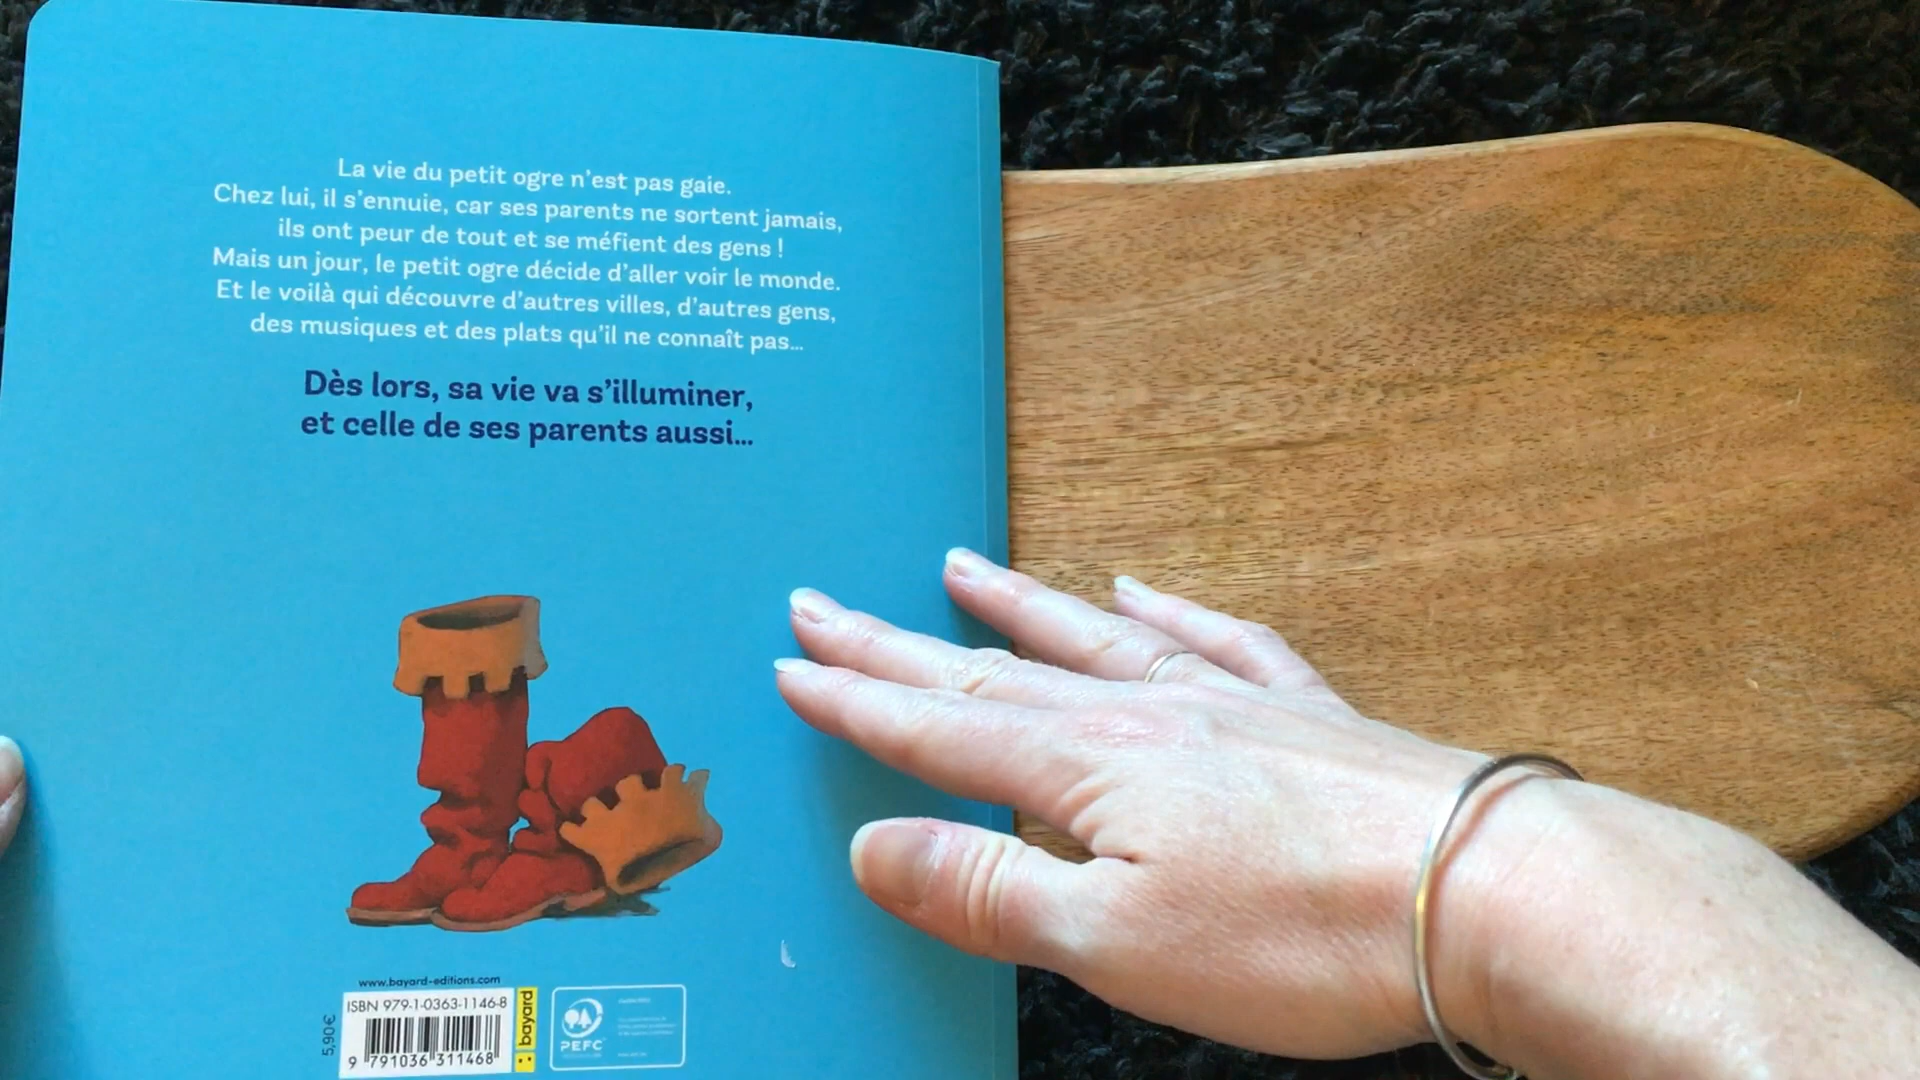 La vie du petit ogre n'est pas gaie.
Chez lui, il s'ennuie, car ses parents ne sortent jamais,
ils ont peur de tout et se méfient des gens !
Mais un jour, le petit ogre décide d'aller voir le monde.
Et le voilà qui découvre d'autres villes, d'autres gens,
des musiques et des plats qu'il ne connaît pas...
Dès lors, sa vie va s'illuminer,
et celle de ses parents aussi...
www.bayard-editions.com
ISBN 979-1-0363-1146-8
9 791036 311468
5,90€
bayard
PEFC